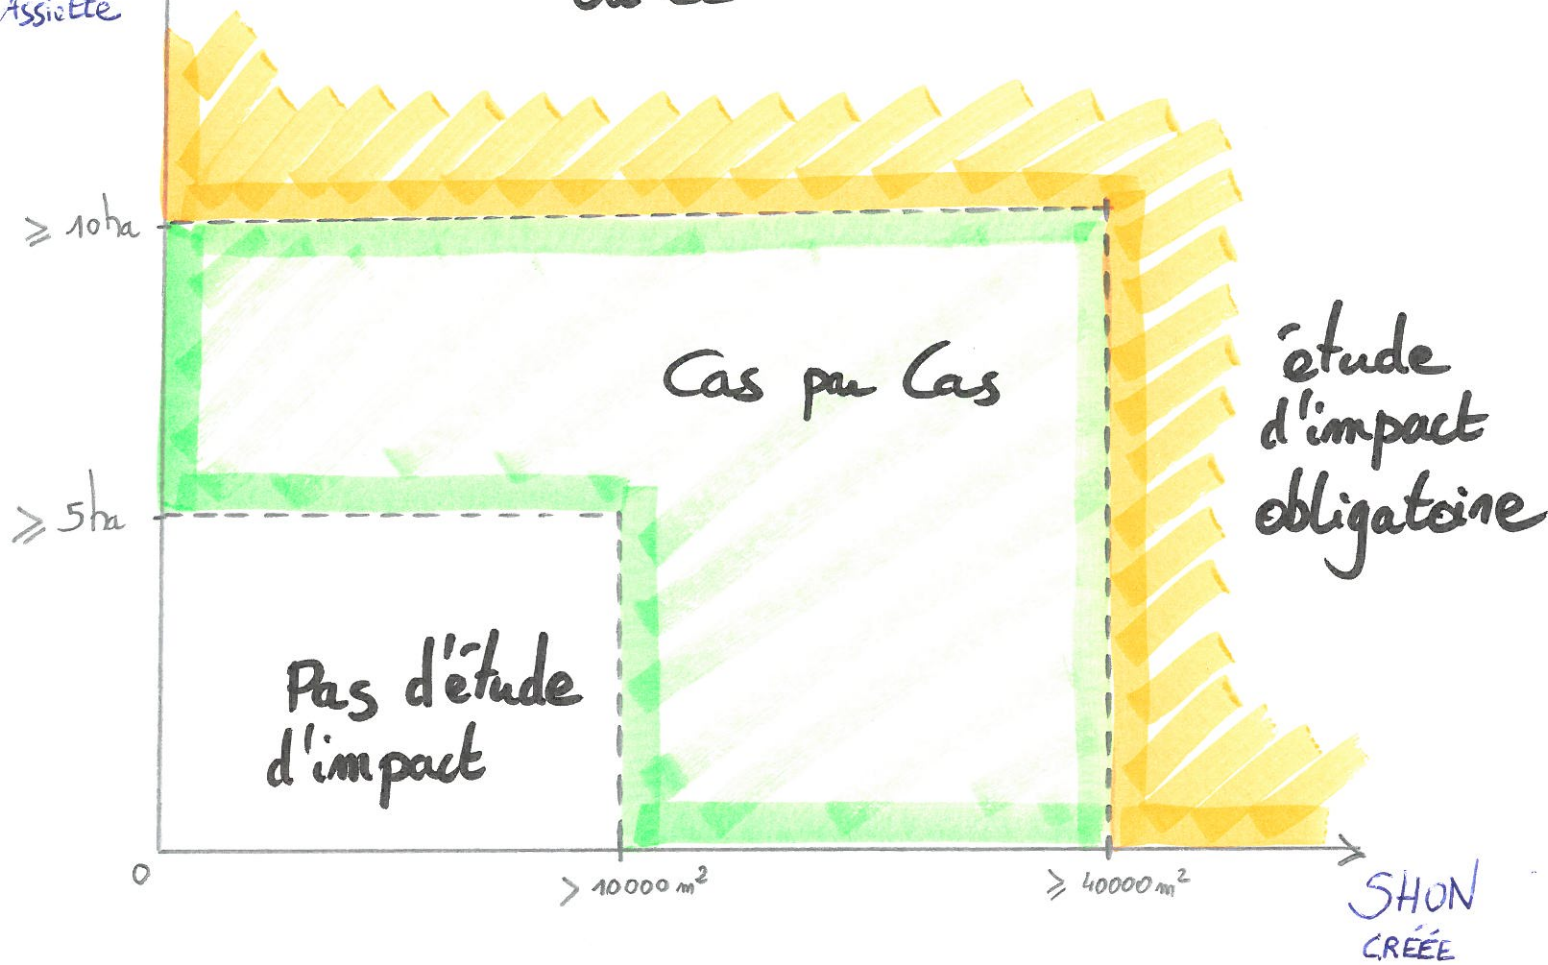 Assiette
≥ 10ha
Cas par Cas
étude
d'impact
obligatoire
≥ 5ha
Pas d'étude
d'impact
0
> 10000 m²
≥ 40000 m²
SHON
CRÉÉE